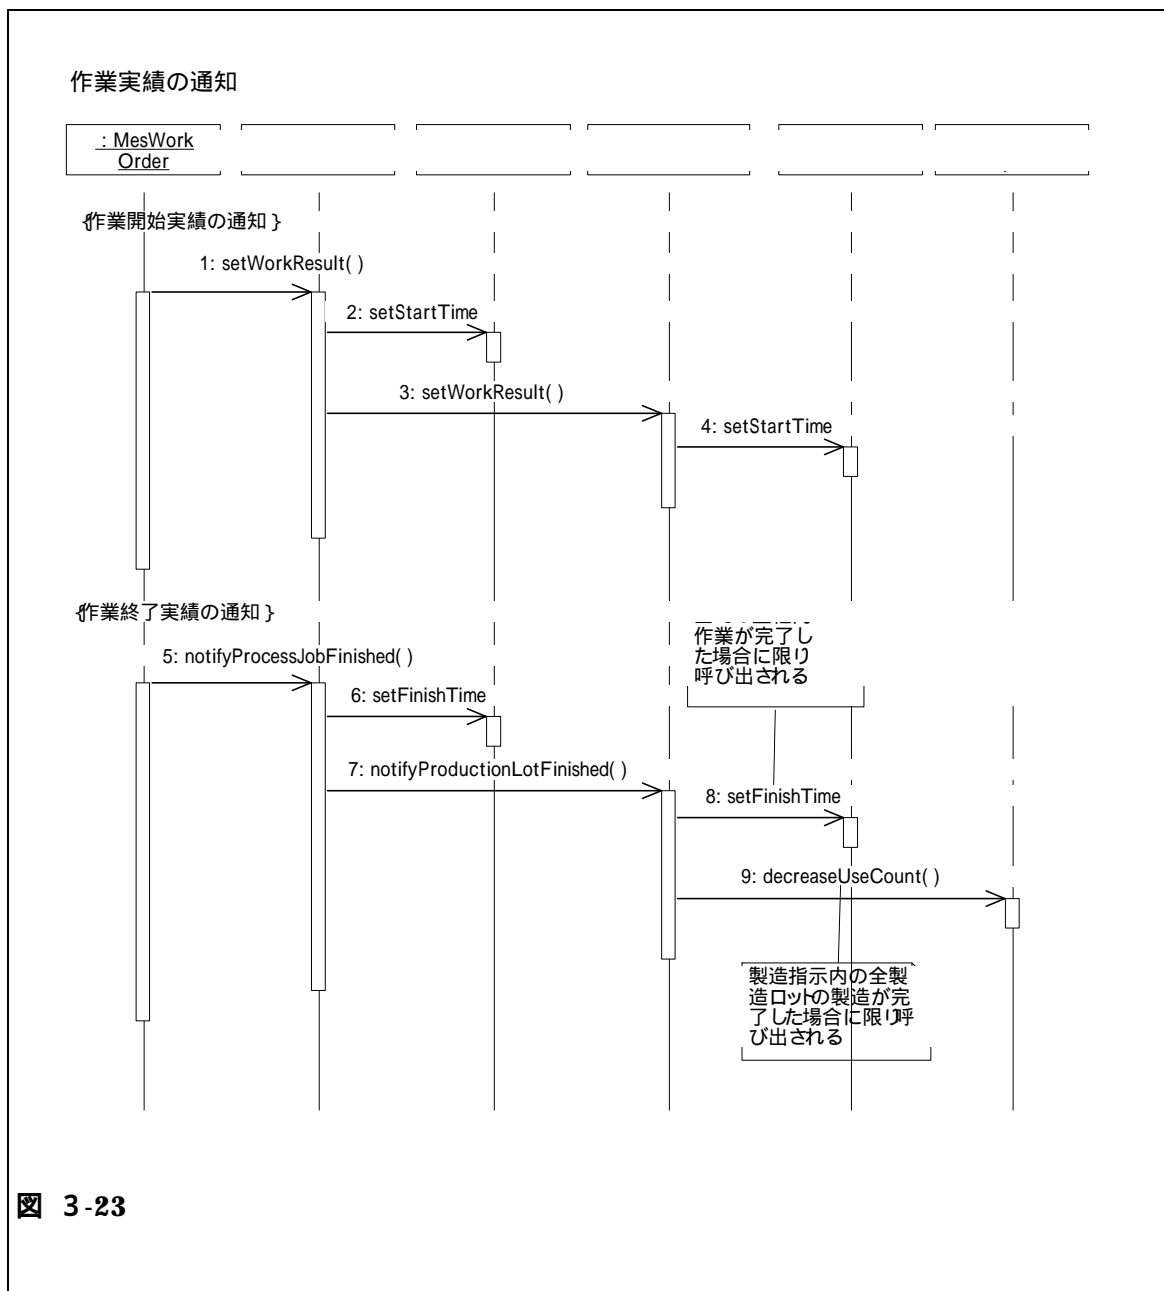 作業実績の通知
: MesWork
Order
{作業開始実績の通知 }
1: setWorkResult( )
2: setStartTime
3: setWorkResult( )
4: setStartTime
{作業終了実績の通知 }
作業が完了し
た場合に限り
呼び出される
5: notifyProcessJobFinished( )
6: setFinishTime
7: notifyProductionLotFinished( )
8: setFinishTime
9: decreaseUseCount( )
製造指示内の全製
造ロットの製造が完
了した場合に限り呼
び出される
図 3-23